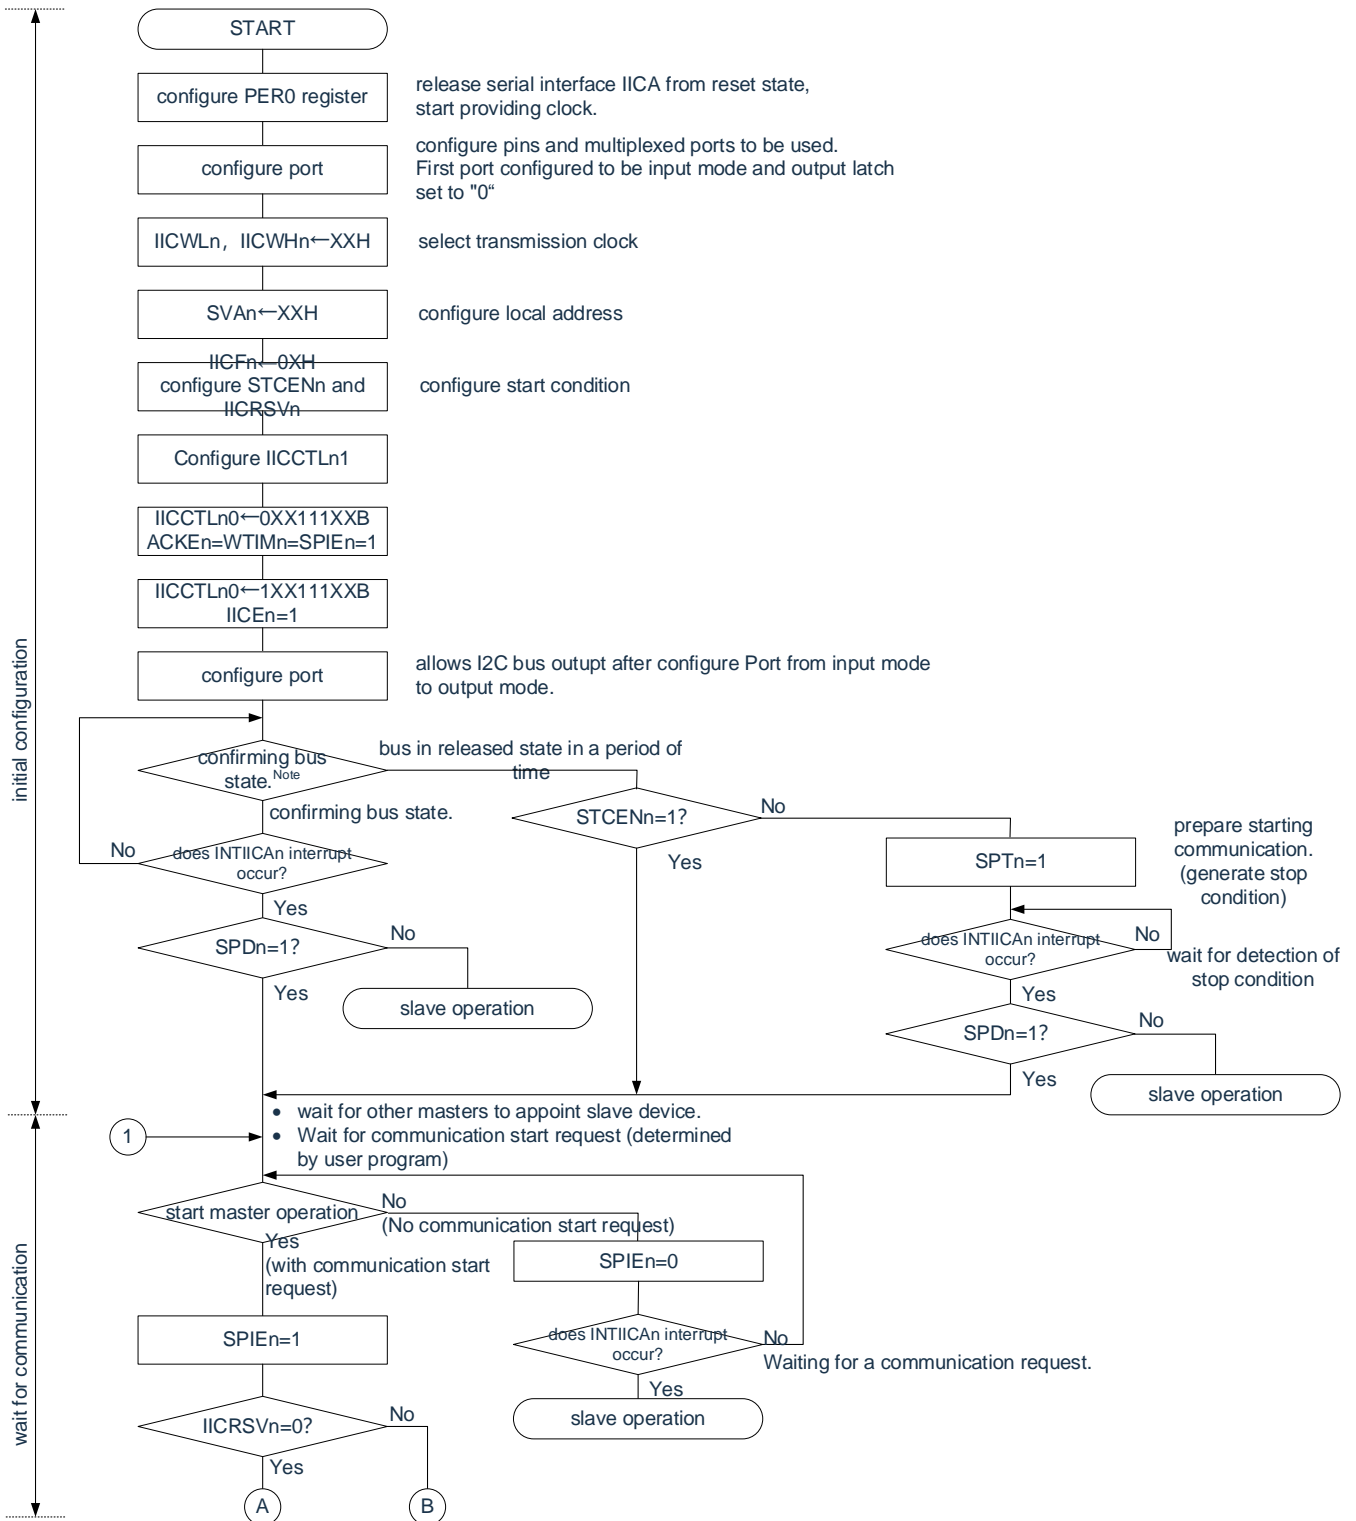 START
configure PER0 register
release serial interface IICA from reset state,
start providing clock.
configure port
configure pins and multiplexed ports to be used.
First port configured to be input mode and output latch
set to "0“
IICWLn, IICWHn←XXH
select transmission clock
SVAn←XXH
configure local address
IICFn←0XH
configure STCENn and
IICRSVn
configure start condition
Configure IICCTLn1
IICCTLn0←0XX111XXB
ACKEn=WTIMn=SPIEn=1
IICCTLn0←1XX111XXB
IICEn=1
configure port
allows I2C bus outupt after configure Port from input mode
to output mode.
initial configuration
confirming bus
state.Note
bus in released state in a period of
time
confirming bus state.
STCENn=1?
No
Yes
SPTn=1
prepare starting
communication.
(generate stop
condition)
does INTIICAn interrupt
occur?
No
Yes
does INTIICAn interrupt
occur?
No
wait for detection of
stop condition
Yes
SPDn=1?
No
Yes
slave operation
SPDn=1?
No
Yes
slave operation
• wait for other masters to appoint slave device.
• Wait for communication start request (determined
by user program)
1
start master operation
No
(No communication start request)
Yes
(with communication start
request)
SPIEn=0
SPIEn=1
does INTIICAn interrupt
occur?
No
Waiting for a communication request.
Yes
slave operation
IICRSVn=0?
No
Yes
A
B
wait for communication